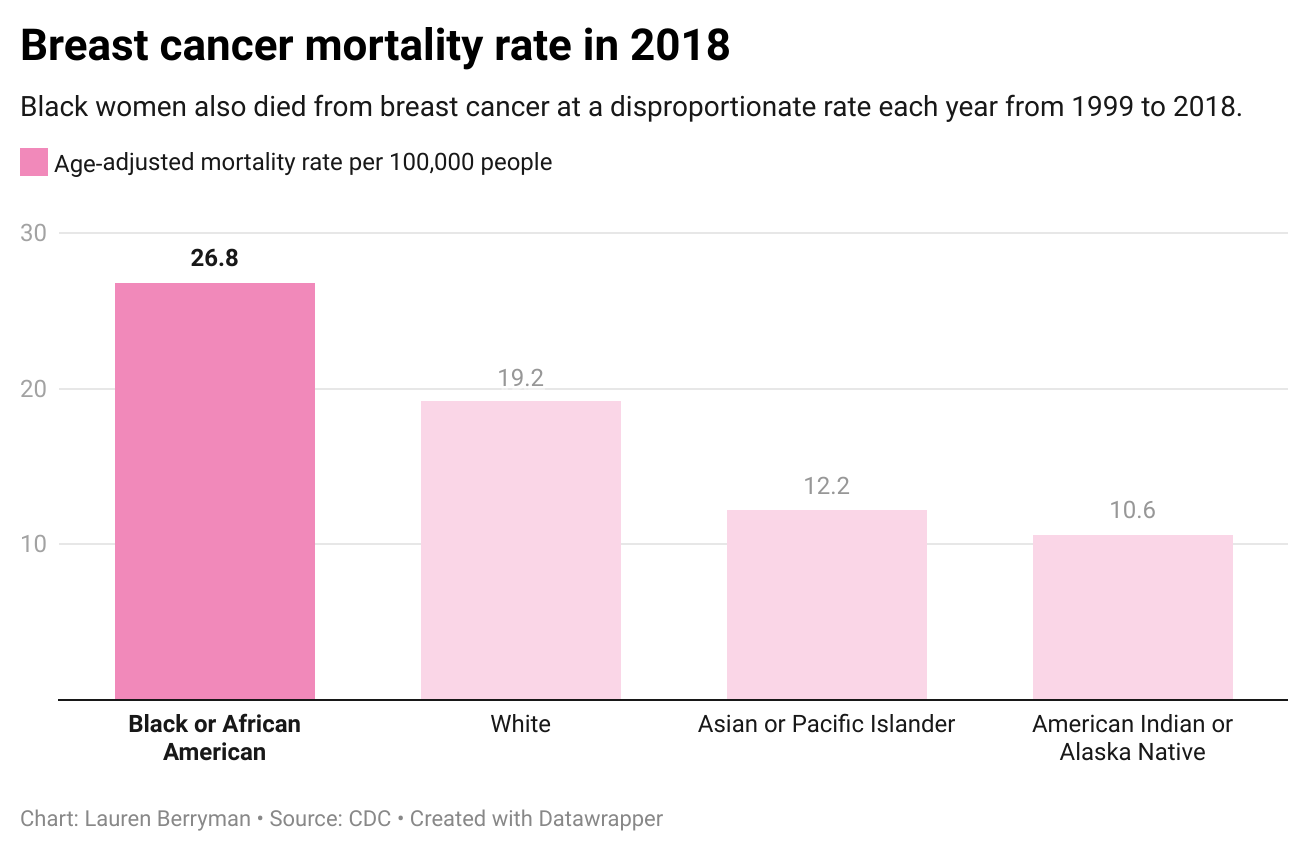 Breast cancer mortality rate in 2018
Black women also died from breast cancer at a disproportionate rate each year from 1999 to 2018.
Age-adjusted mortality rate per 100,000 people
30
26.8
20
19.2
12.2
10.6
10
Black or African
American
White
Asian or Pacific Islander
American Indian or
Alaska Native
Chart: Lauren Berryman • Source: CDC • Created with Datawrapper